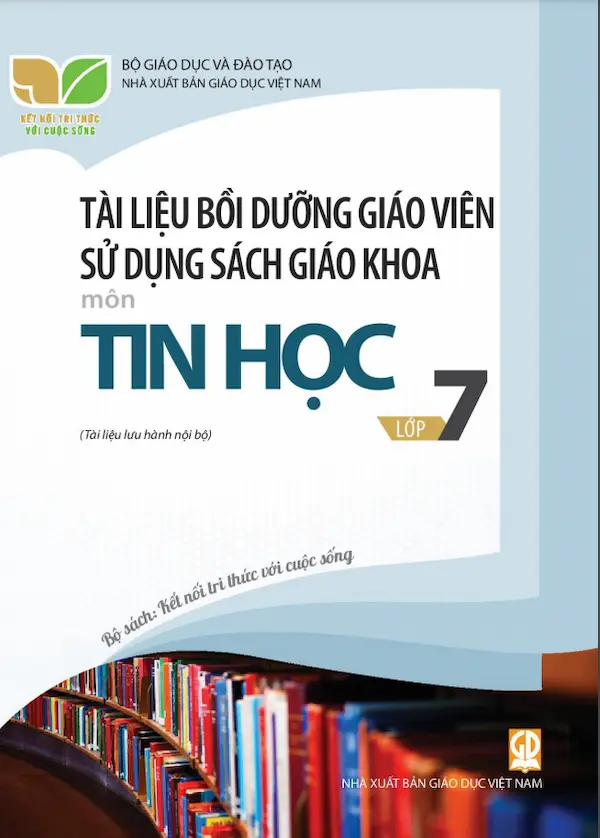 BỘ GIÁO DỤC VÀ ĐÀO TẠO
NHÀ XUẤT BẢN GIÁO DỤC VIỆT NAM
KẾT NỐI TRI THỨC
VỚI CUỘC SỐNG
TÀI LIỆU BỒI DƯỠNG GIÁO VIÊN
SỬ DỤNG SÁCH GIÁO KHOA
môn
TIN HỌC
LỚP 7
(Tài liệu lưu hành nội bộ)
Bộ sách: Kết nối tri thức với cuộc sống
GD
NHÀ XUẤT BẢN GIÁO DỤC VIỆT NAM